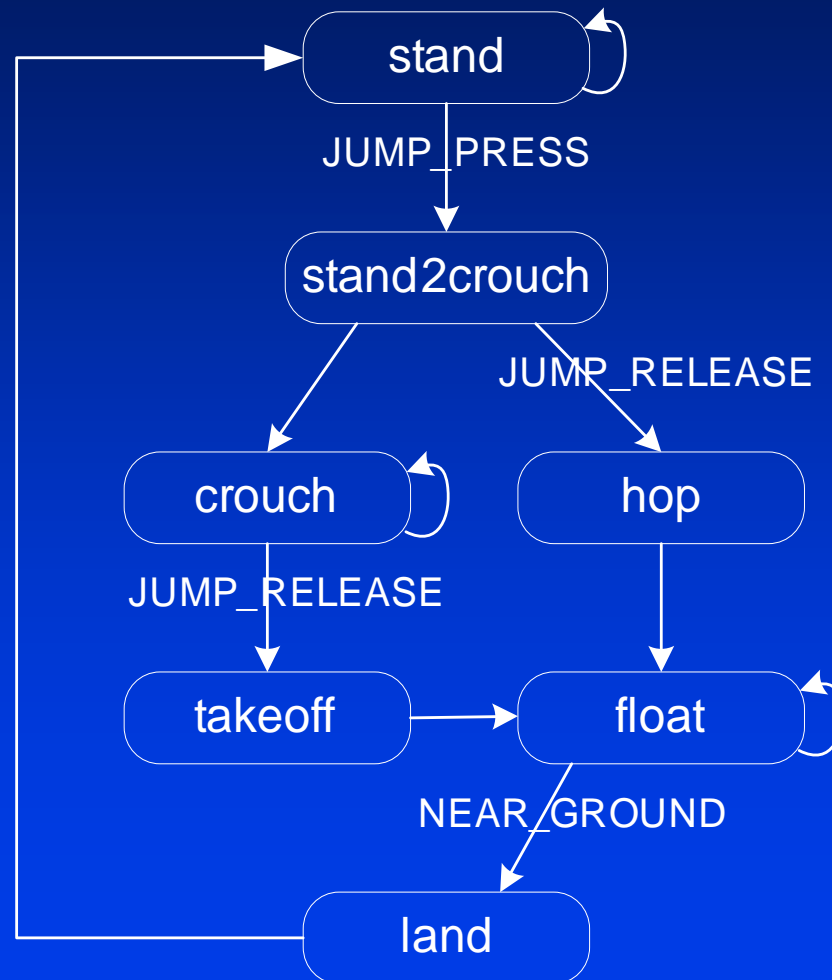 stand
JUMP_PRESS
stand2crouch
JUMP_RELEASE
crouch
hop
JUMP_RELEASE
takeoff
float
NEAR_GROUND
land